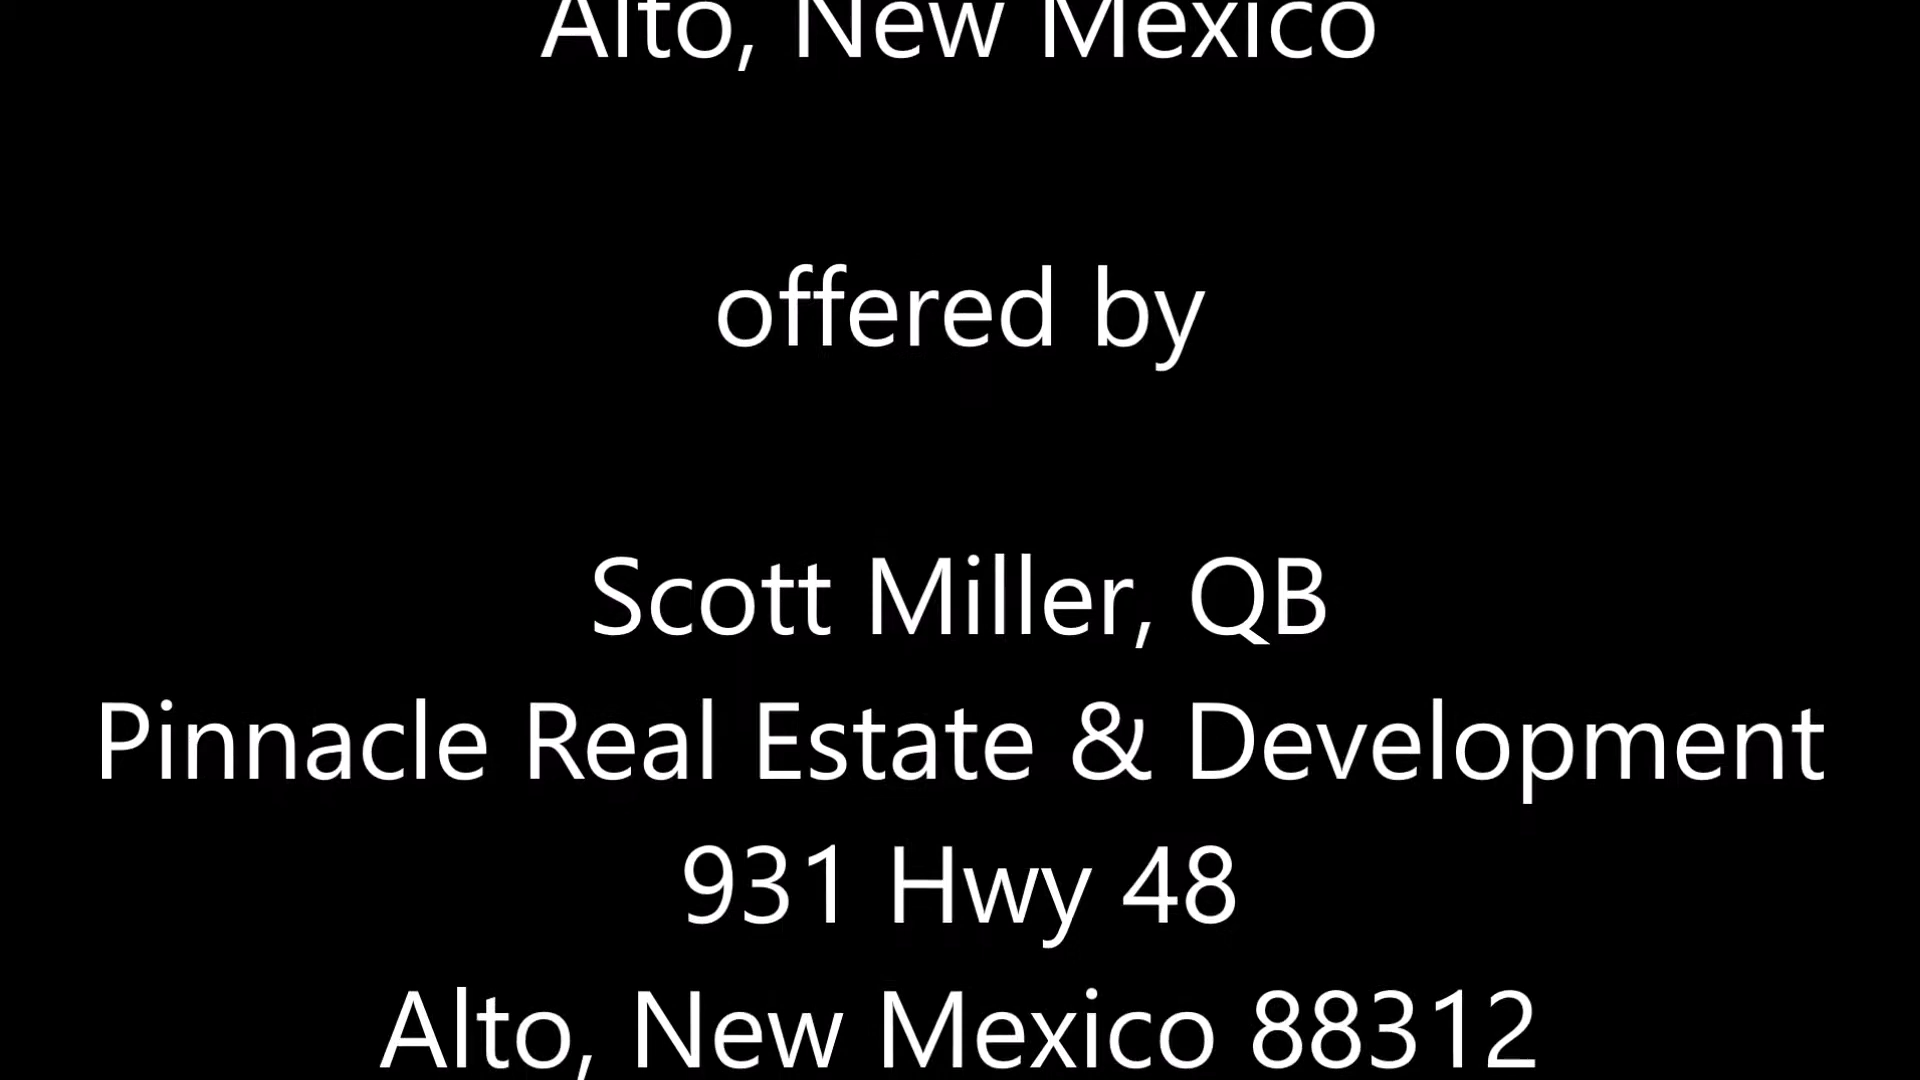 Alto, New Mexico
offered by
Scott Miller, QB
Pinnacle Real Estate & Development
931 Hwy 48
Alto, New Mexico 88312